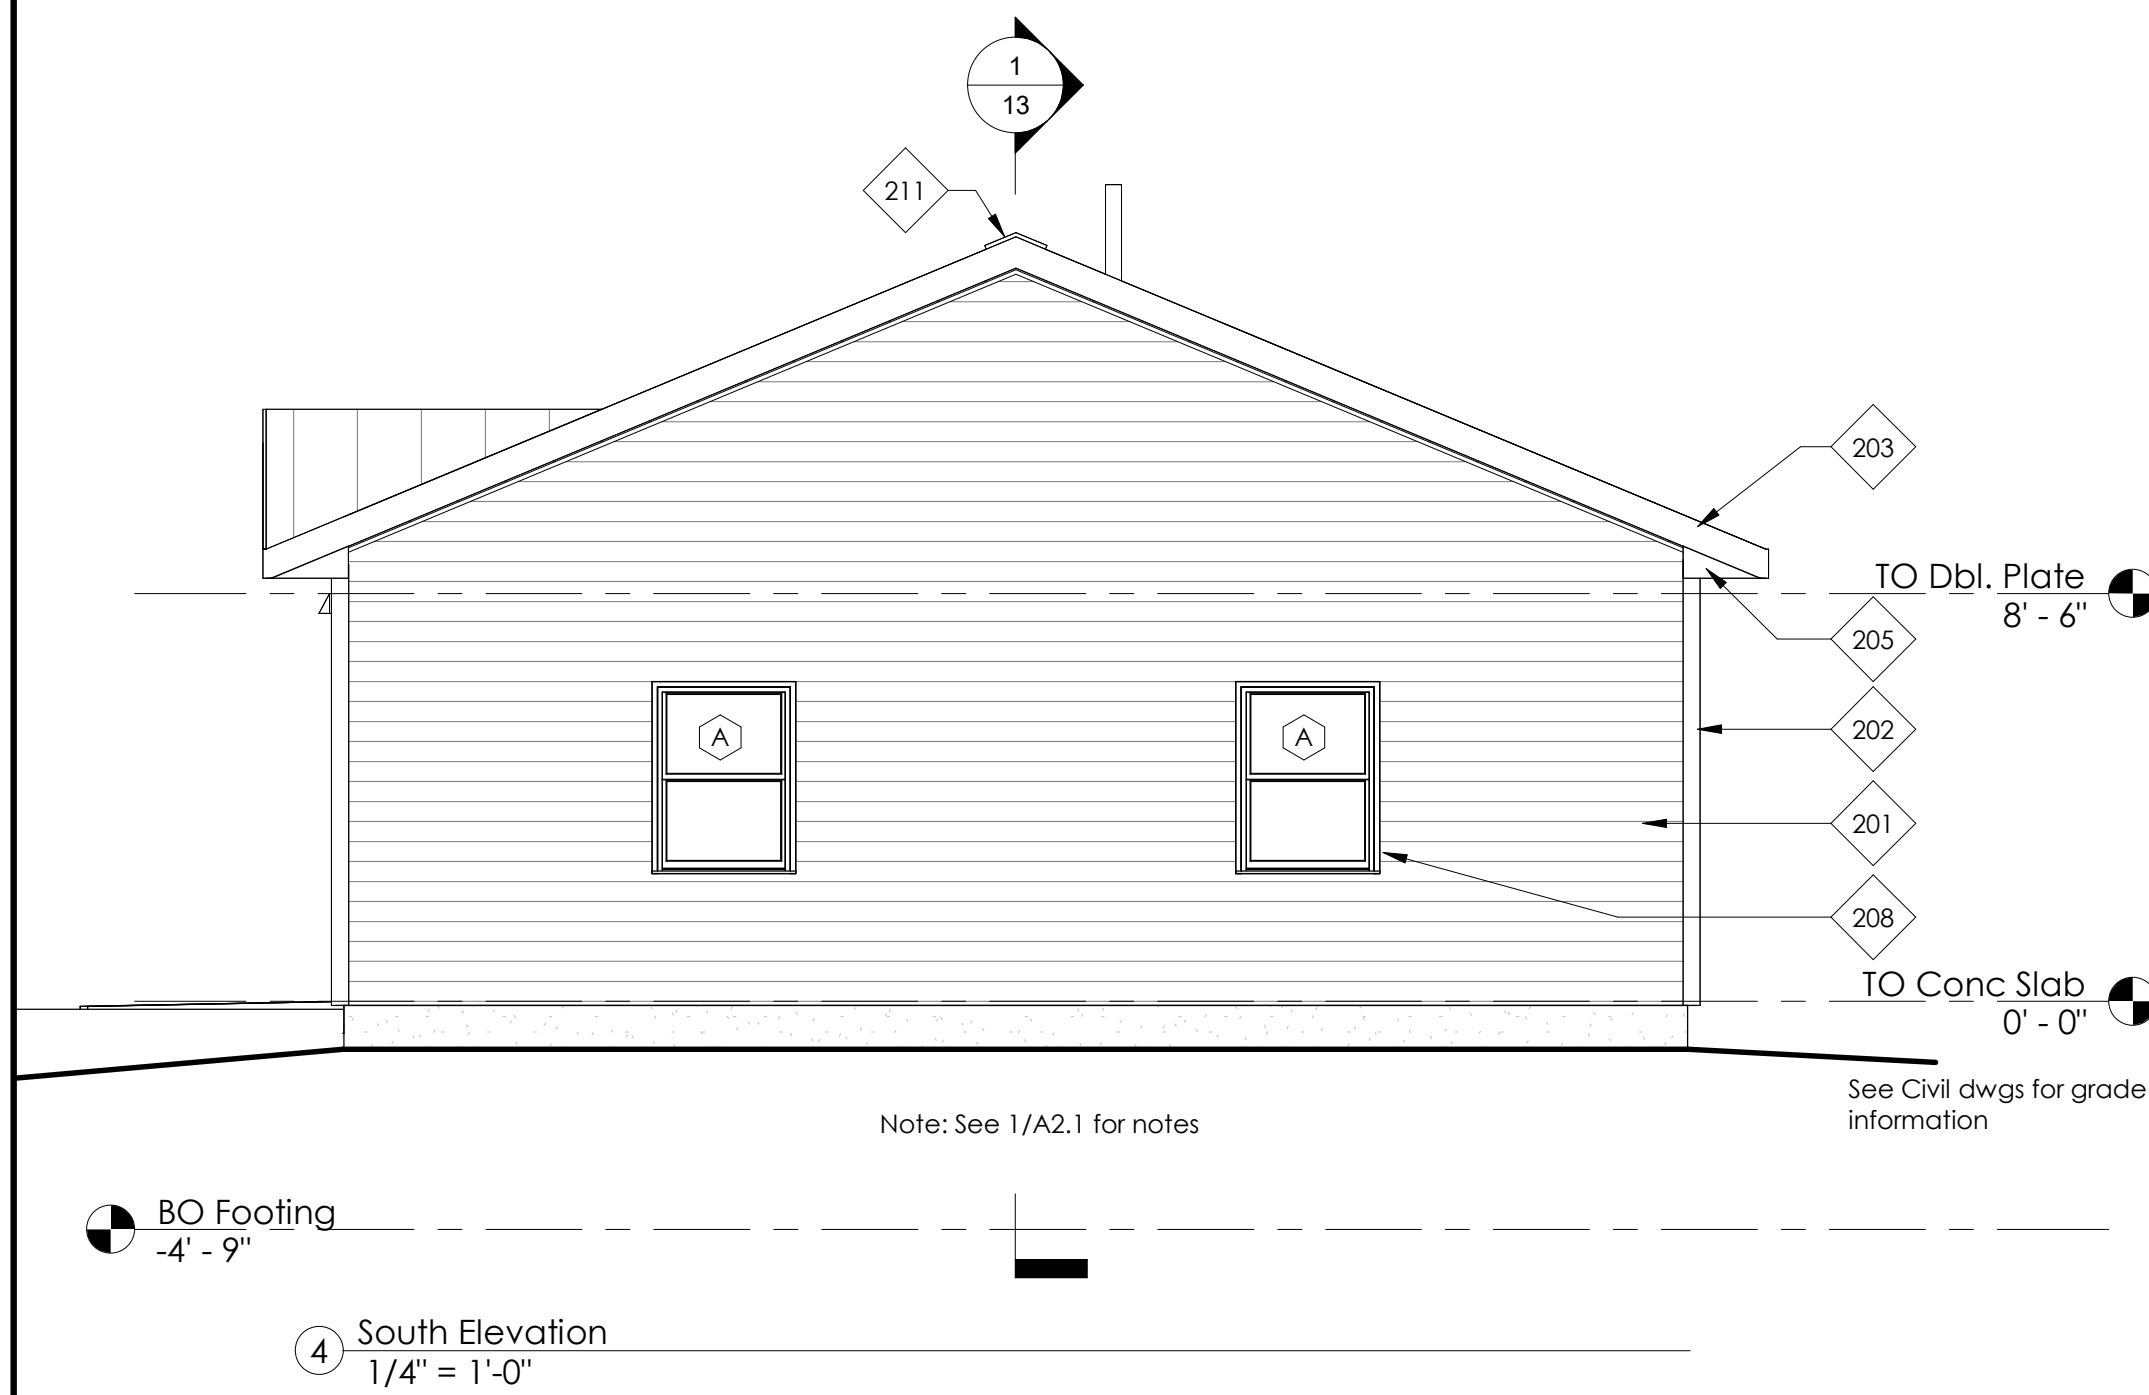 1
13
211
203
TO Dbl. Plate
8' - 6"
205
202
A
A
201
208
TO Conc Slab
0' - 0"
See Civil dwgs for grade
information
Note: See 1/A2.1 for notes
BO Footing
-4' - 9"
4
South Elevation
1/4" = 1'-0"